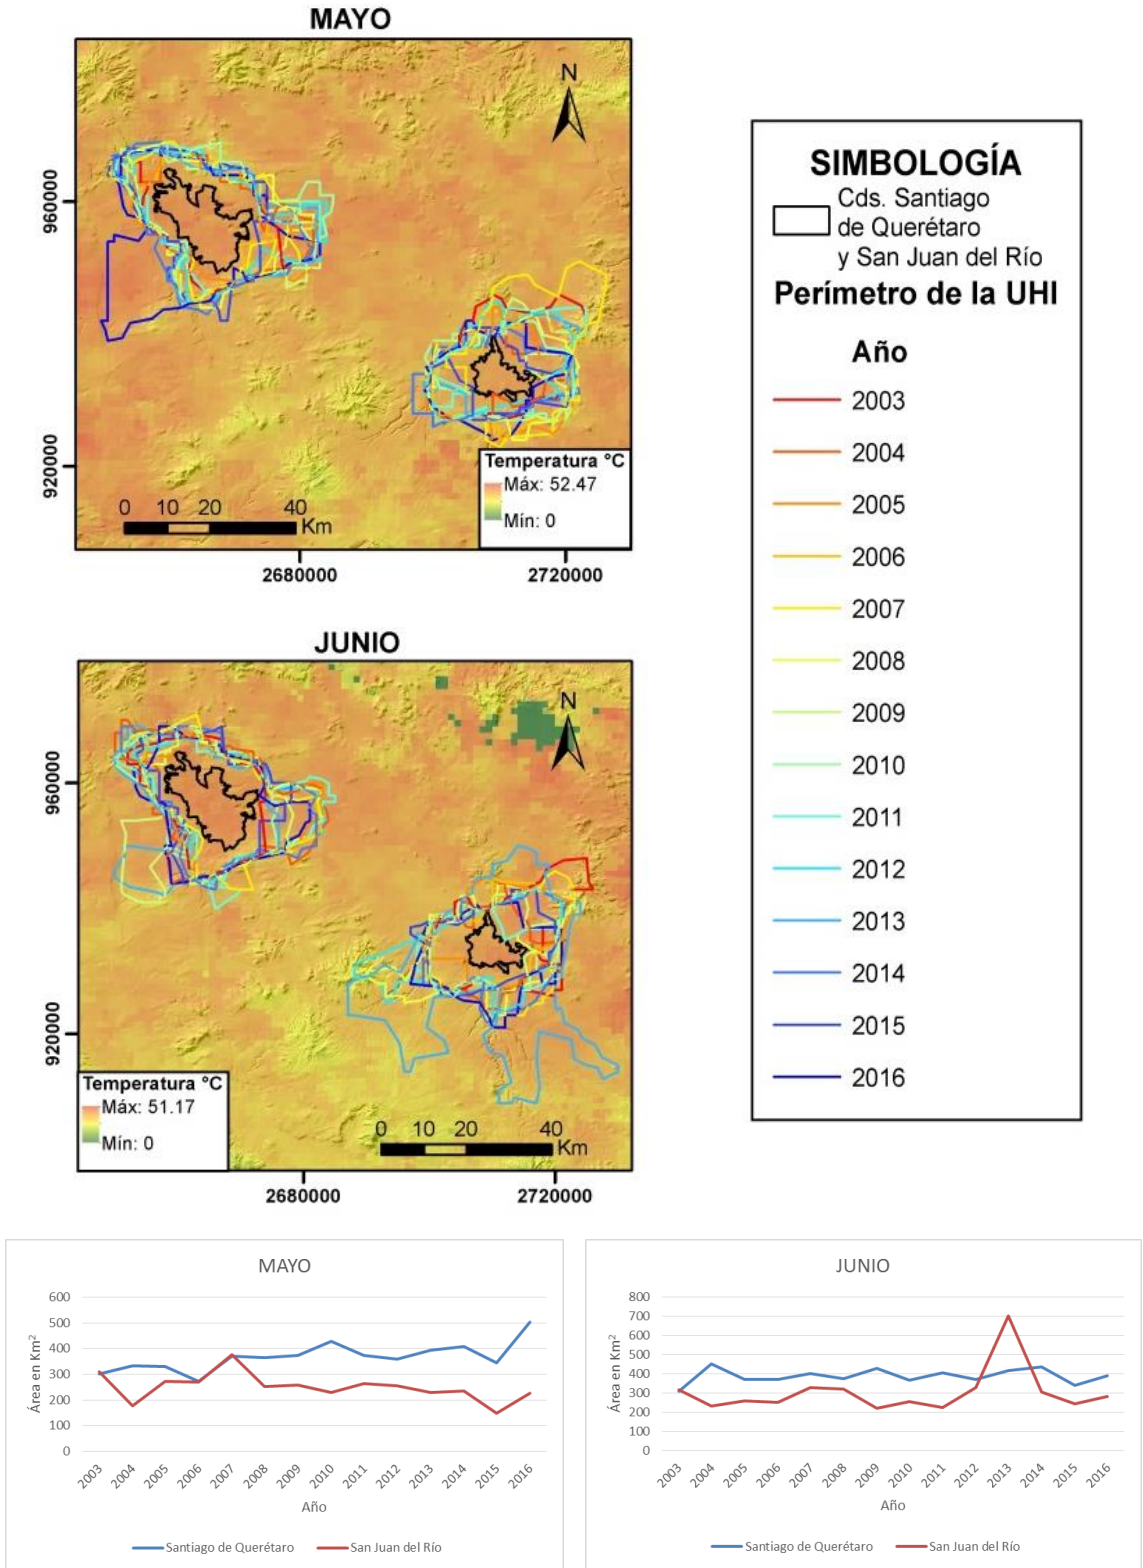 MAYO
N
960000
920000
0 10 20 40
Km
Temperatura °C
Máx: 52.47
Mín: 0
2680000 2720000
SIMBOLOGÍA
Cds. Santiago
de Querétaro
y San Juan del Río
Perímetro de la UHI
Año
2003
2004
2005
2006
2007
2008
2009
2010
2011
2012
2013
2014
2015
2016
JUNIO
N
960000
920000
Temperatura °C
Máx: 51.17
Mín: 0
0 10 20 40
Km
2680000 2720000
MAYO
Área en Km²
600
500
400
300
200
100
0
2003 2004 2005 2006 2007 2008 2009 2010 2011 2012 2013 2014 2015 2016
Año
Santiago de Querétaro San Juan del Río
JUNIO
Área en Km²
800
700
600
500
400
300
200
100
0
2003 2004 2005 2006 2007 2008 2009 2010 2011 2012 2013 2014 2015 2016
Año
Santiago de Querétaro San Juan del Río